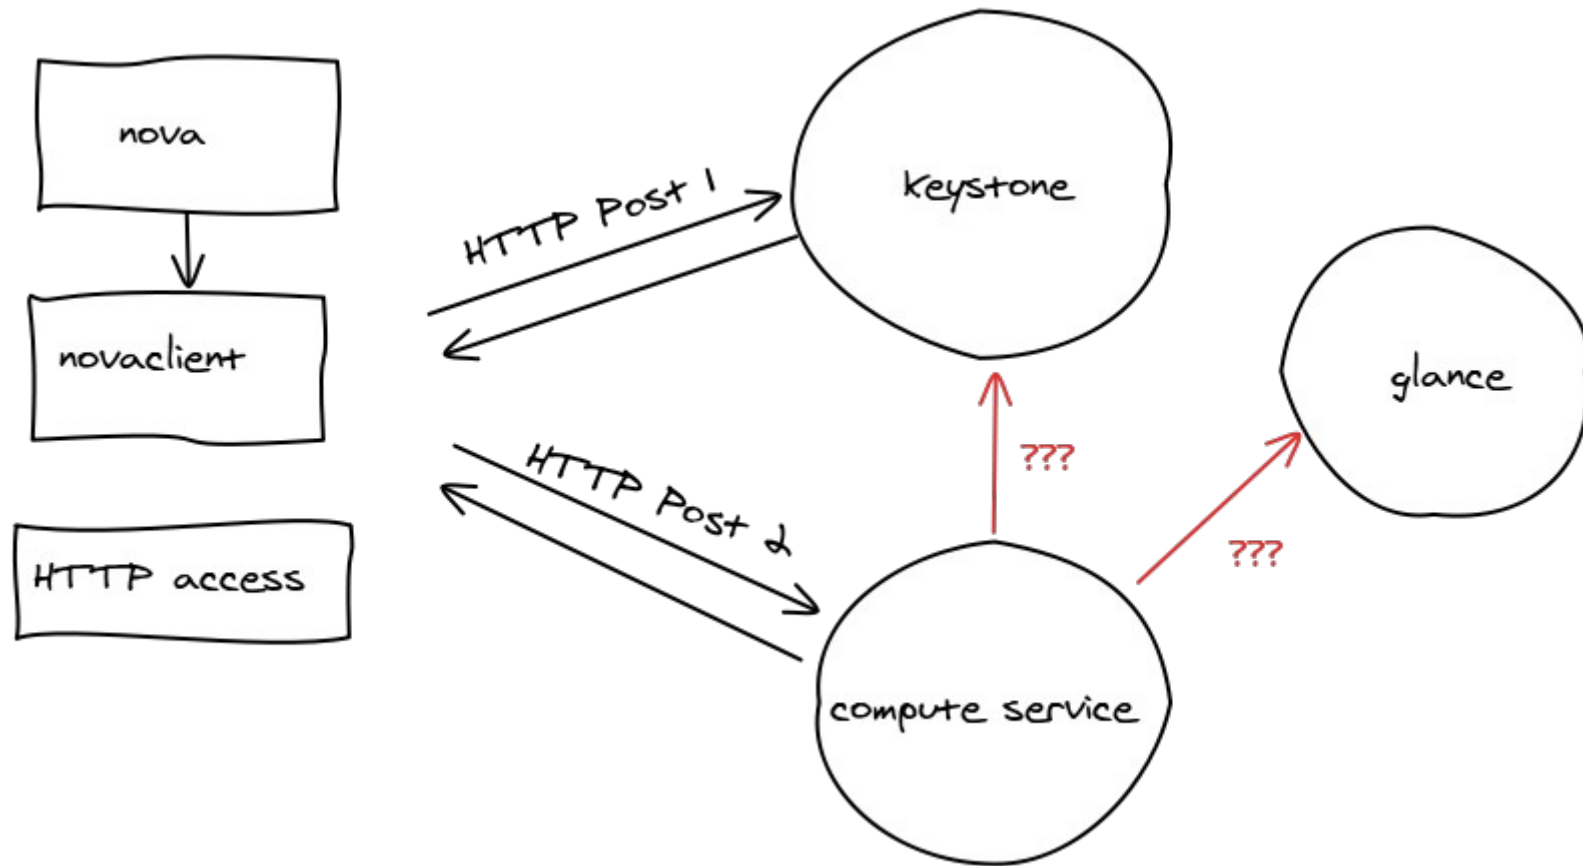 nova
novaclient
HTTP access
HTTP Post 1
HTTP Post 2
keystone
???
glance
???
compute service